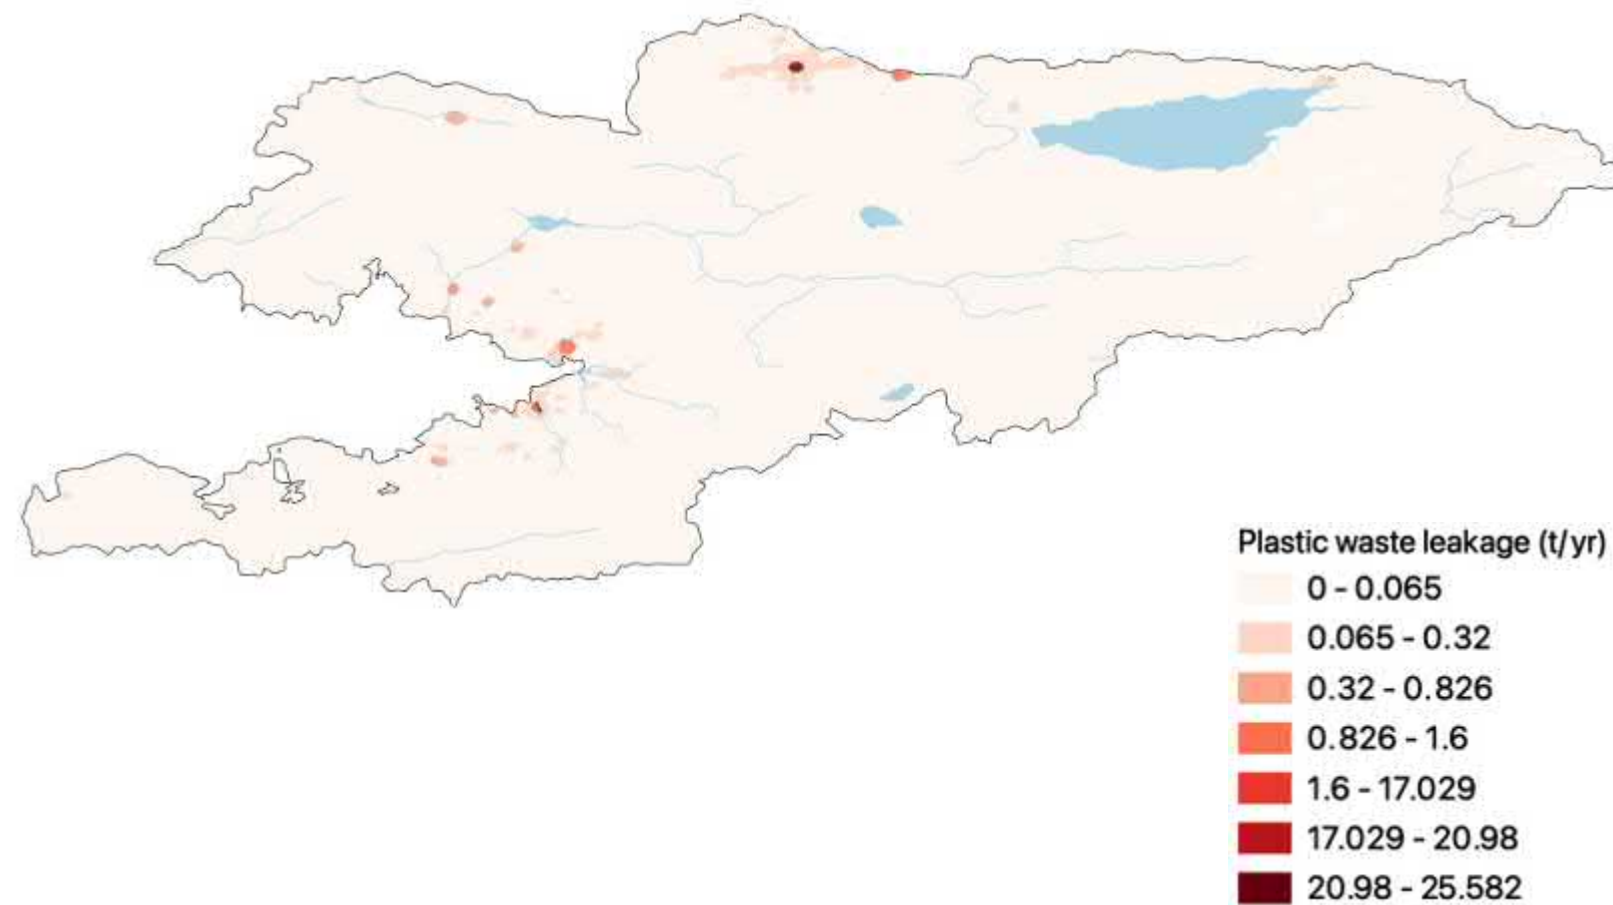 Plastic waste leakage (t/yr)
0 - 0.065
0.065 - 0.32
0.32 - 0.826
0.826 - 1.6
1.6 - 17.029
17.029 - 20.98
20.98 - 25.582